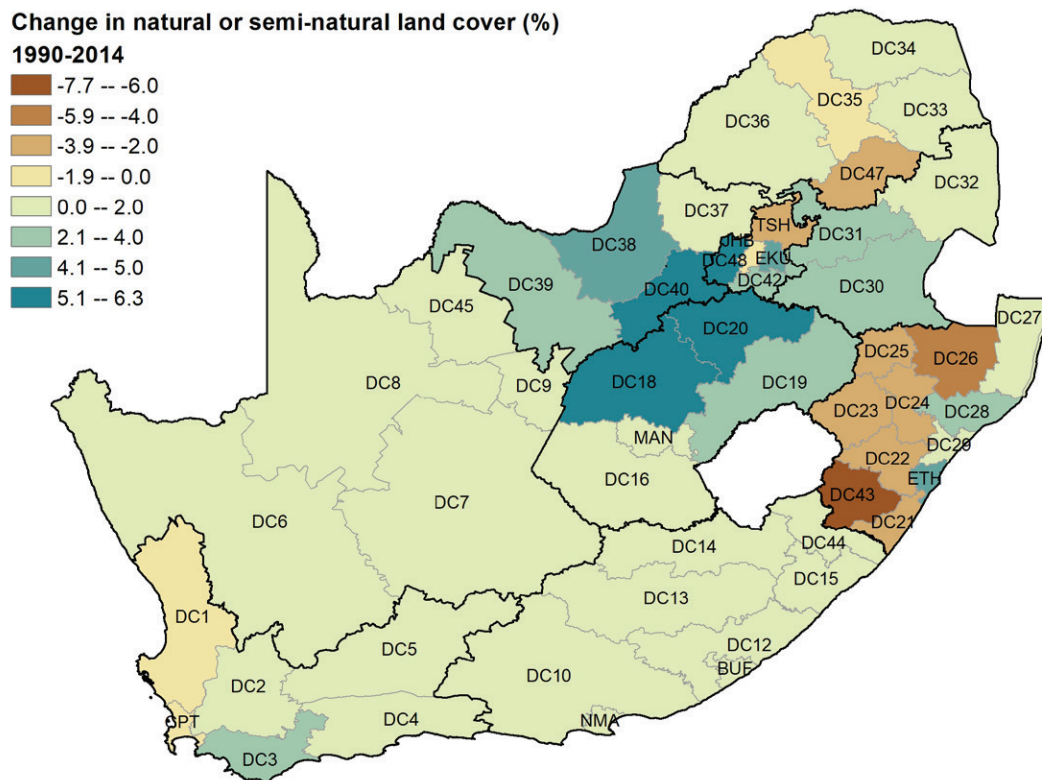 Change in natural or semi-natural land cover (%)
1990-2014
-7.7 -- -6.0
-5.9 -- -4.0
-3.9 -- -2.0
-1.9 -- 0.0
0.0 -- 2.0
2.1 -- 4.0
4.1 -- 5.0
5.1 -- 6.3
DC34
DC35
DC33
DC36
DC47
DC32
DC37
TSH
DC31
JHB
DC38
DC48
EKU
DC42
DC39
DC40
DC30
DC45
DC27
DC20
DC25
DC26
DC8
DC9
DC18
DC19
DC24
DC23
DC28
MAN
DC29
DC22
DC16
ETH
DC43
DC7
DC6
DC21
DC14
DC44
DC15
DC13
DC1
DC5
DC12
DC10
BUF
DC2
CPT
DC4
NMA
DC3